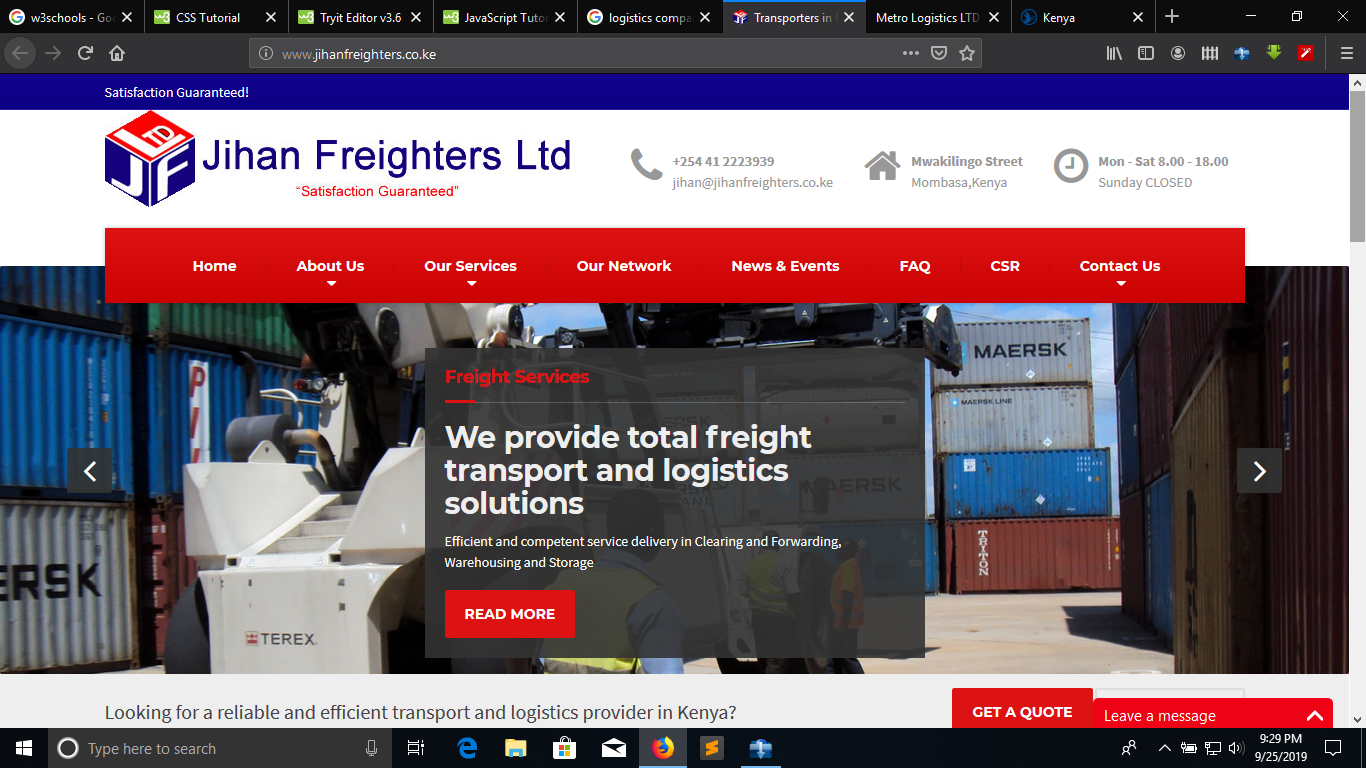 w3schools - Go
CSS Tutorial
Tryit Editor v3.6
JavaScript Tuto
logistics compa
Transporters in
Metro Logistics LTD
Kenya
www.jihanfreighters.co.ke
Satisfaction Guaranteed!
LTD
JF
Jihan Freighters Ltd
“Satisfaction Guaranteed”
+254 41 2223939
jihan@jihanfreighters.co.ke
Mwakilingo Street
Mombasa,Kenya
Mon - Sat 8.00 - 18.00
Sunday CLOSED
Home
About Us
Our Services
Our Network
News & Events
FAQ
CSR
Contact Us
MAERSK
MAERSK LINE
Freight Services
We provide total freight
transport and logistics
solutions
MAERSK
Efficient and competent service delivery in Clearing and Forwarding,
Warehousing and Storage
READ MORE
TRITON
ERSK
TEREX
Looking for a reliable and efficient transport and logistics provider in Kenya?
GET A QUOTE
Leave a message
Type here to search
9:29 PM
9/25/2019